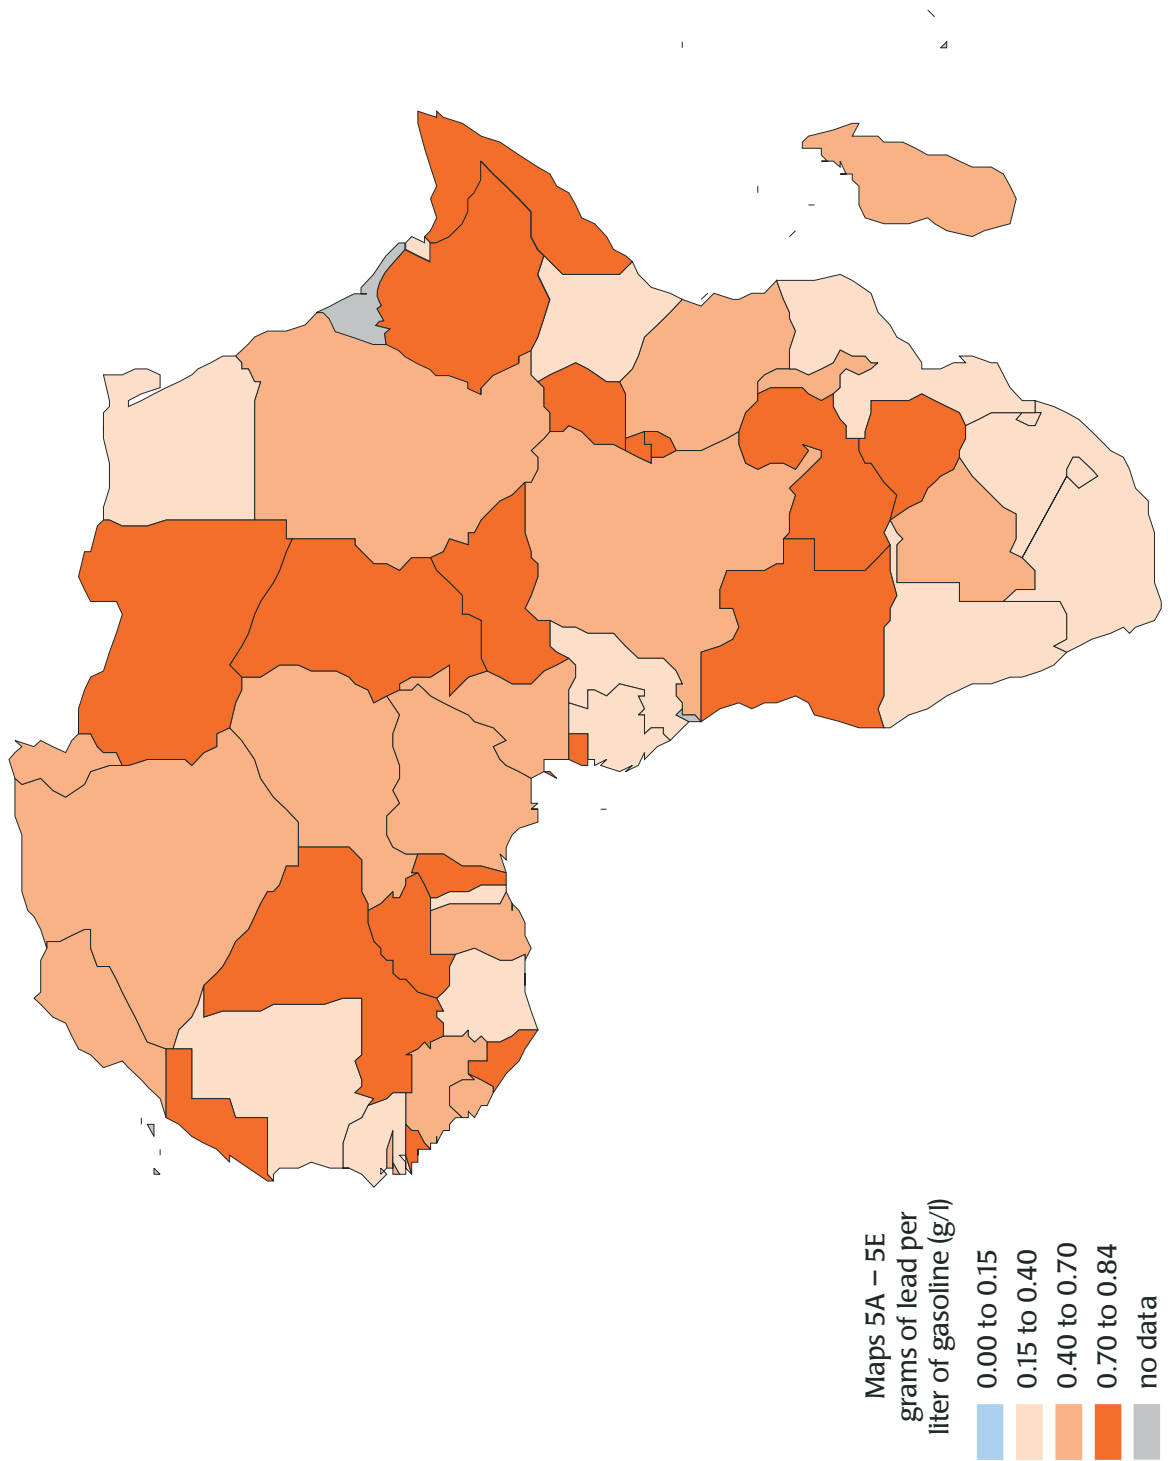 Maps 5A – 5E
grams of lead per
liter of gasoline (g/l)
0.00 to 0.15
0.15 to 0.40
0.40 to 0.70
0.70 to 0.84
no data